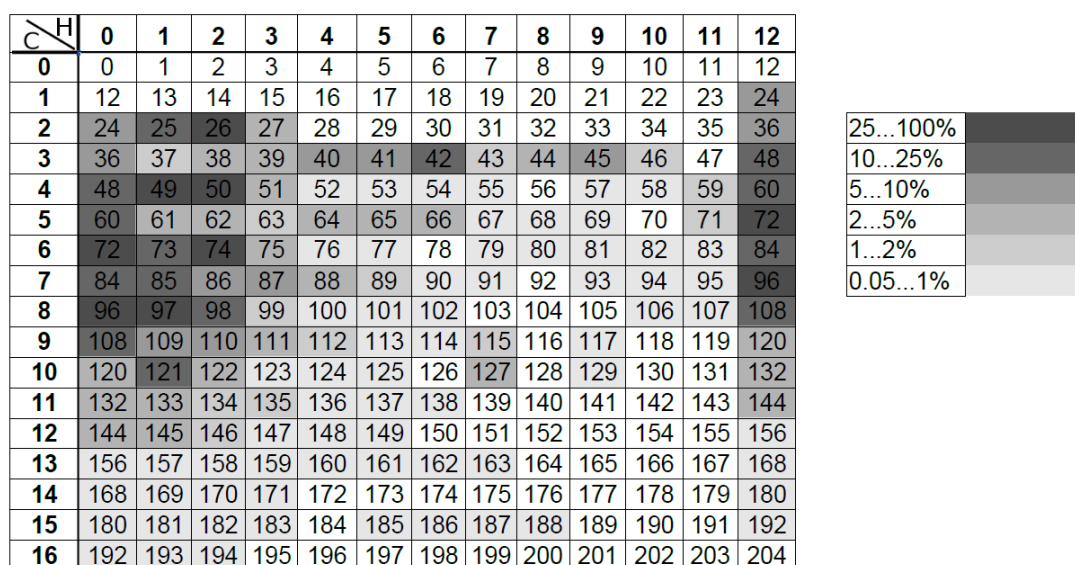 C H 0 1 2 3 4 5 6 7 8 9 10 11 12
0 0 1 2 3 4 5 6 7 8 9 10 11 12
1 12 13 14 15 16 17 18 19 20 21 22 23 24
2 24 25 26 27 28 29 30 31 32 33 34 35 36
3 36 37 38 39 40 41 42 43 44 45 46 47 48
4 48 49 50 51 52 53 54 55 56 57 58 59 60
5 60 61 62 63 64 65 66 67 68 69 70 71 72
6 72 73 74 75 76 77 78 79 80 81 82 83 84
7 84 85 86 87 88 89 90 91 92 93 94 95 96
8 96 97 98 99 100 101 102 103 104 105 106 107 108
9 108 109 110 111 112 113 114 115 116 117 118 119 120
10 120 121 122 123 124 125 126 127 128 129 130 131 132
11 132 133 134 135 136 137 138 139 140 141 142 143 144
12 144 145 146 147 148 149 150 151 152 153 154 155 156
13 156 157 158 159 160 161 162 163 164 165 166 167 168
14 168 169 170 171 172 173 174 175 176 177 178 179 180
15 180 181 182 183 184 185 186 187 188 189 190 191 192
16 192 193 194 195 196 197 198 199 200 201 202 203 204
25...100%
10...25%
5...10%
2...5%
1...2%
0.05...1%